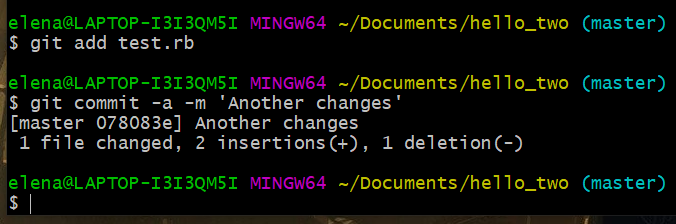 elena@LAPTOP-I3I3QM5I MINGW64 ~/Documents/hello_two (master)
$ git add test.rb
elena@LAPTOP-I3I3QM5I MINGW64 ~/Documents/hello_two (master)
$ git commit -a -m 'Another changes'
[master 078083e] Another changes
 1 file changed, 2 insertions(+), 1 deletion(-)
elena@LAPTOP-I3I3QM5I MINGW64 ~/Documents/hello_two (master)
$